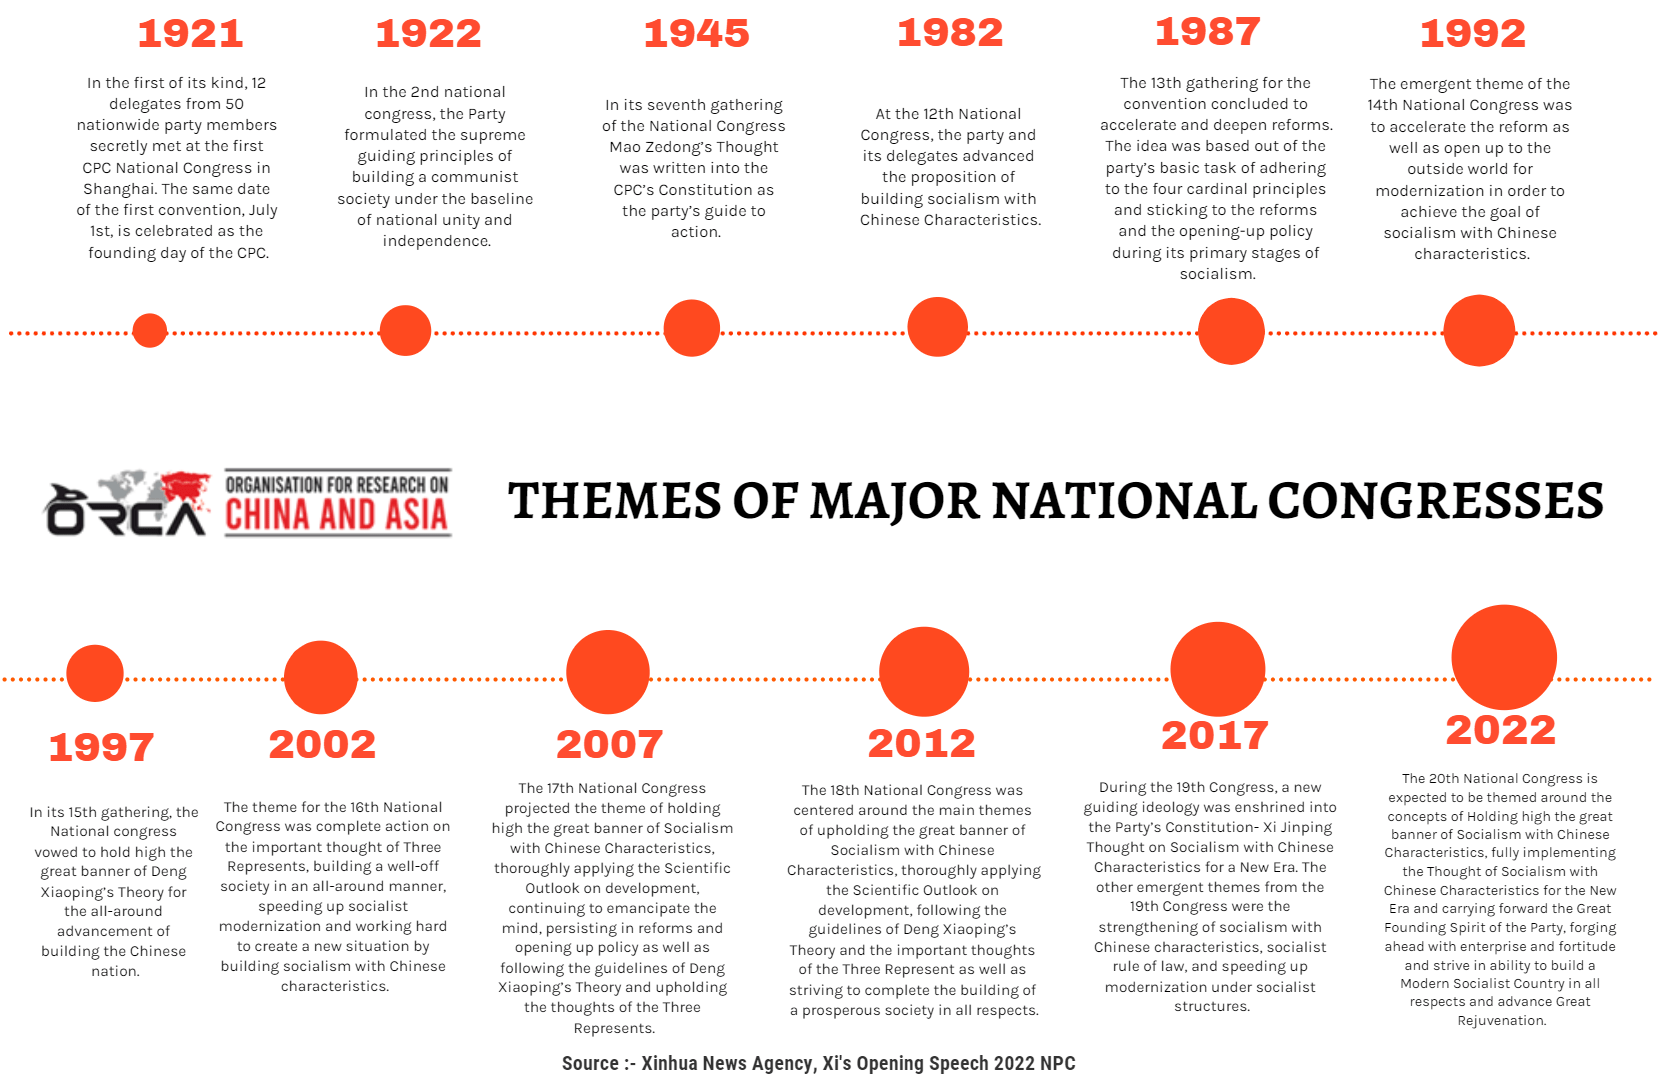 1921
In the first of its kind, 12
delegates from 50
nationwide party members
secretly met at the first
CPC National Congress in
Shanghai. The same date
of the first convention, July
1st, is celebrated as the
founding day of the CPC.
1922
In the 2nd national
congress, the Party
formulated the supreme
guiding principles of
building a communist
society under the baseline
of national unity and
independence.
1945
In its seventh gathering
of the National Congress
Mao Zedong's Thought
was written into the
CPC's Constitution as
the party's guide to
action.
1982
At the 12th National
Congress, the party and
its delegates advanced
the proposition of
building socialism with
Chinese Characteristics.
1987
The 13th gathering for the
convention concluded to
accelerate and deepen reforms.
The idea was based out of the
party's basic task of adhering
to the four cardinal principles
and sticking to the reforms
and the opening-up policy
during its primary stages of
socialism.
1992
The emergent theme of the
14th National Congress was
to accelerate the reform as
well as open up to the
outside world for
modernization in order to
achieve the goal of
socialism with Chinese
characteristics.
ORCA
ORGANISATION FOR RESEARCH ON
CHINA AND ASIA
THEMES OF MAJOR NATIONAL CONGRESSES
1997
In its 15th gathering, the
National congress
vowed to hold high the
great banner of Deng
Xiaoping's Theory for
the all-around
advancement of
building the Chinese
nation.
2002
The theme for the 16th National
Congress was complete action on
the important thought of Three
Represents, building a well-off
society in an all-around manner,
speeding up socialist
modernization and working hard
to create a new situation by
building socialism with Chinese
characteristics.
2007
The 17th National Congress
projected the theme of holding
high the great banner of Socialism
with Chinese Characteristics,
thoroughly applying the Scientific
Outlook on development,
continuing to emancipate the
mind, persisting in reforms and
opening up policy as well as
following the guidelines of Deng
Xiaoping's Theory and upholding
the thoughts of the Three
Represents.
2012
The 18th National Congress was
centered around the main themes
of upholding the great banner of
Socialism with Chinese
Characteristics, thoroughly applying
the Scientific Outlook on
development, following the
guidelines of Deng Xiaoping's
Theory and the important thoughts
of the Three Represent as well as
striving to complete the building of
a prosperous society in all respects.
2017
During the 19th Congress, a new
guiding ideology was enshrined into
the Party's Constitution- Xi Jinping
Thought on Socialism with Chinese
Characteristics for a New Era. The
other emergent themes from the
19th Congress were the
strengthening of socialism with
Chinese characteristics, socialist
rule of law, and speeding up
modernization under socialist
structures.
2022
The 20th National Congress is
expected to be themed around the
concepts of Holding high the great
banner of Socialism with Chinese
Characteristics, fully implementing
the Thought of Socialism with
Chinese Characteristics for the New
Era and carrying forward the Great
Founding Spirit of the Party, forging
ahead with enterprise and fortitude
and strive in ability to build a
Modern Socialist Country in all
respects and advance Great
Rejuvenation.
Source :- Xinhua News Agency, Xi's Opening Speech 2022 NPC